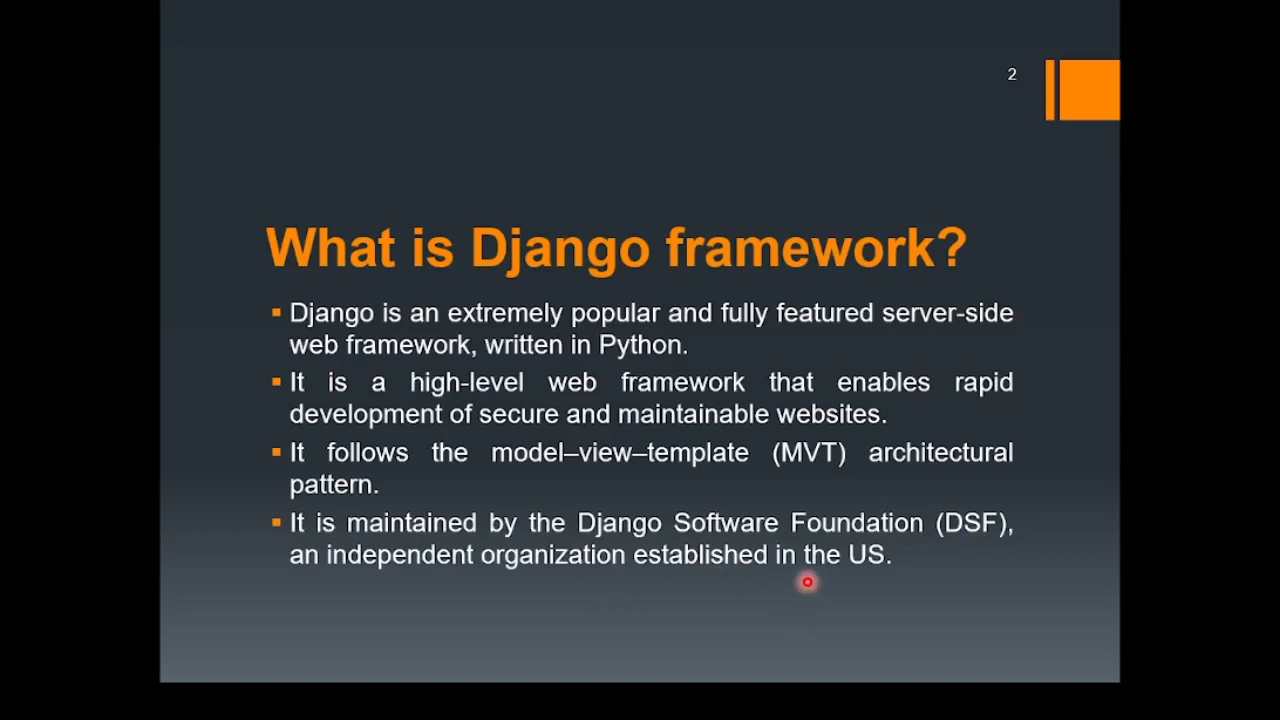 2
What is Django framework?
Django is an extremely popular and fully featured server-side
web framework, written in Python.
It is a high-level web framework that enables rapid
development of secure and maintainable websites.
It follows the model–view–template (MVT) architectural
pattern.
It is maintained by the Django Software Foundation (DSF),
an independent organization established in the US.